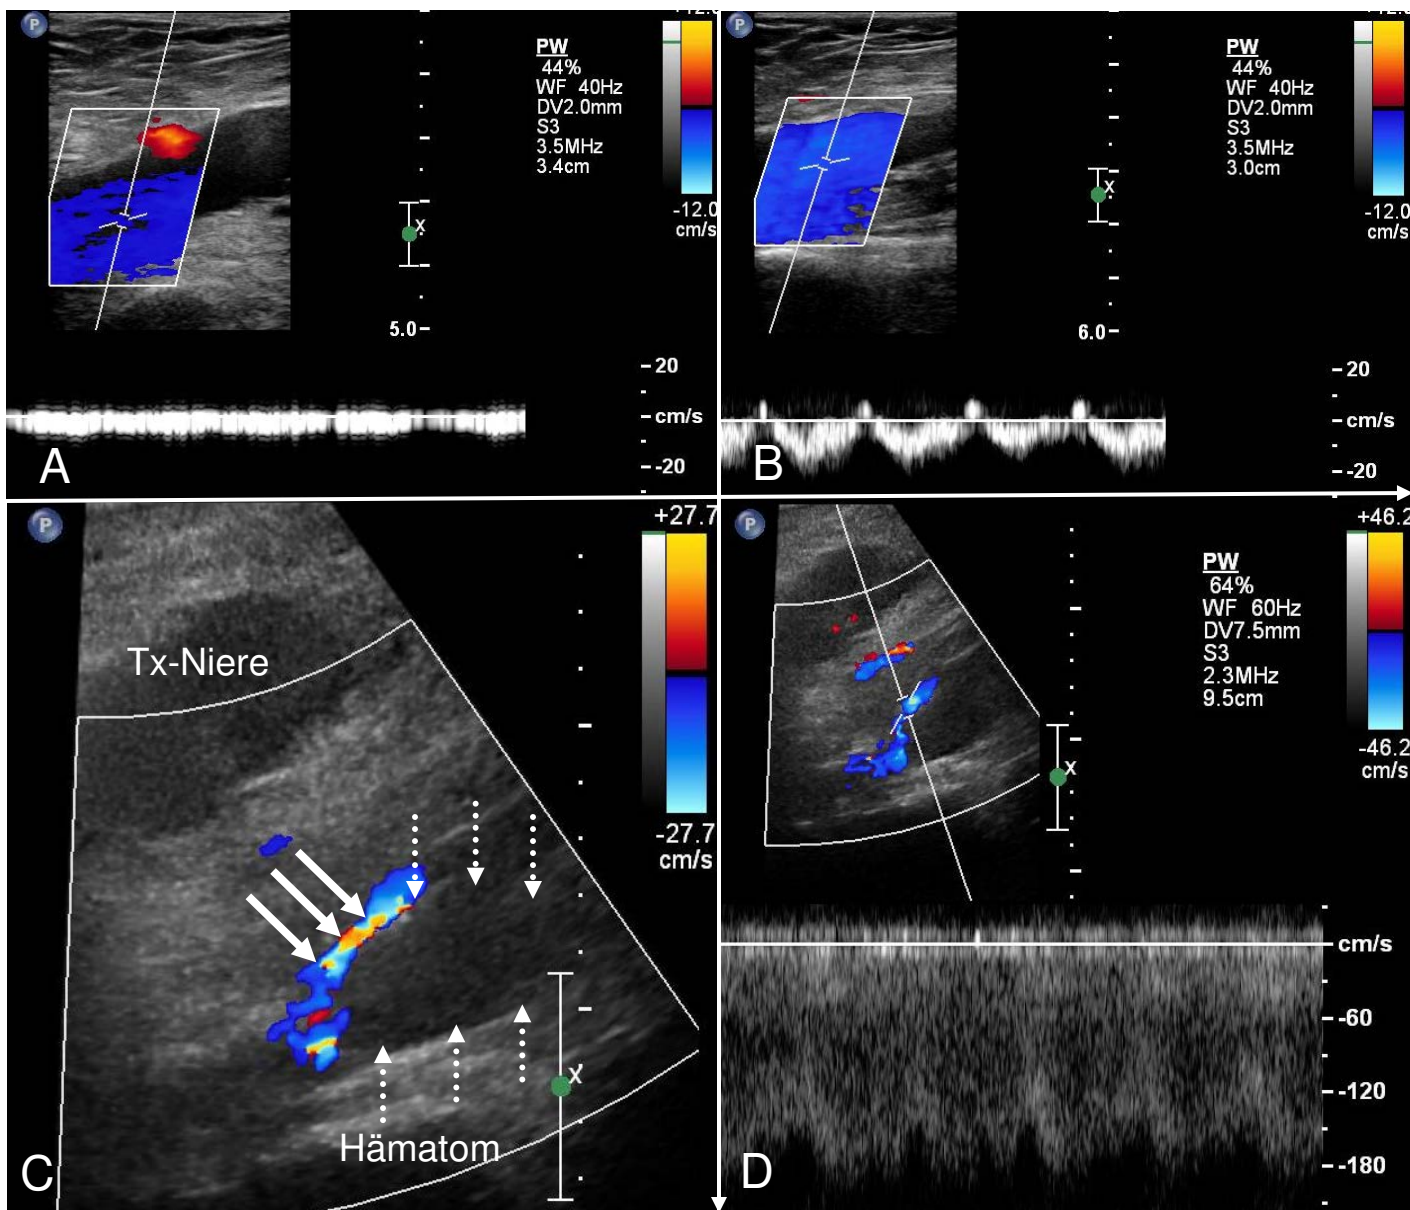 P
PW
44%
WF 40Hz
DV2.0mm
S3
3.5MHz
3.4cm
-12.0
cm/s
x
5.0
20
cm/s
-20
A
P
PW
44%
WF 40Hz
DV2.0mm
S3
3.5MHz
3.0cm
-12.0
cm/s
x
6.0
20
cm/s
-20
B
P
+27.7
Tx-Niere
-27.7
cm/s
x
Hämatom
C
P
PW
64%
WF 60Hz
DV7.5mm
S3
2.3MHz
9.5cm
+46.2
-46.2
cm/s
x
cm/s
-60
-120
-180
D